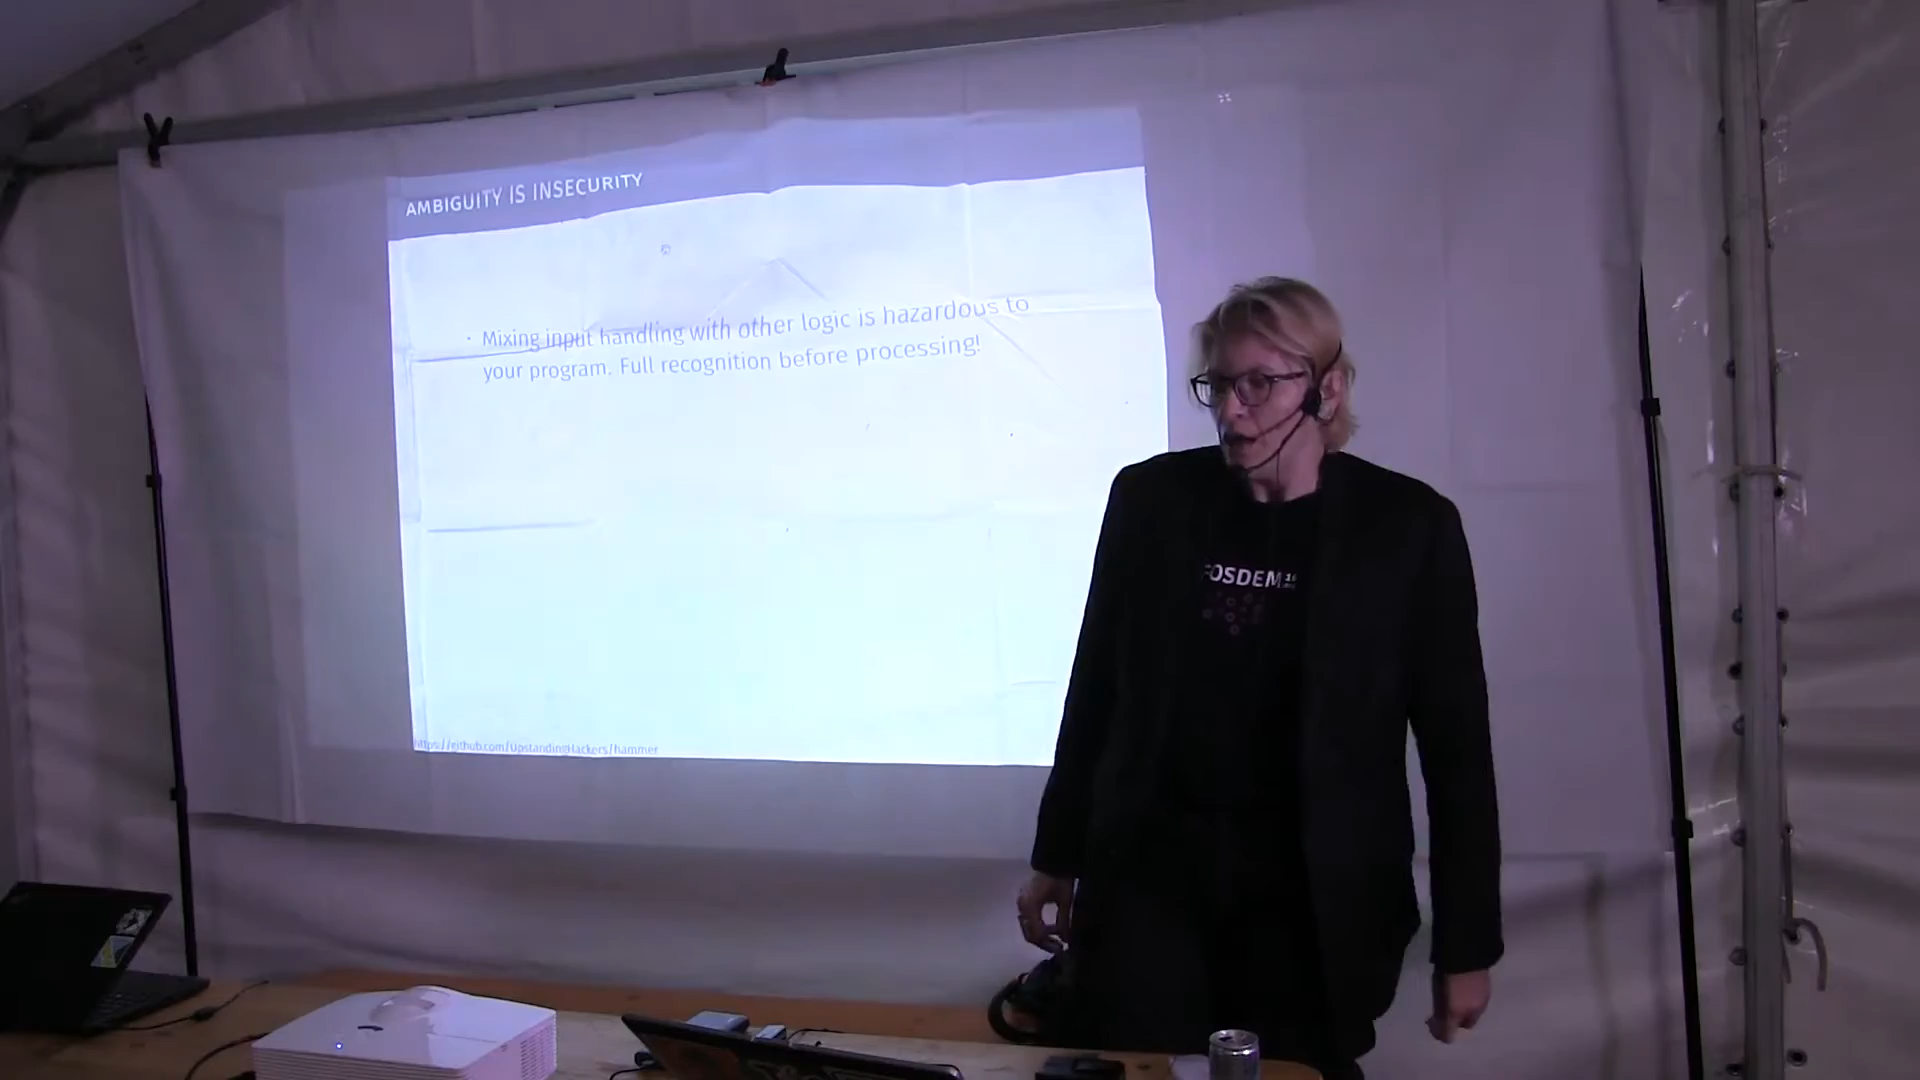 AMBIGUITY IS INSECURITY
· Mixing input handling with other logic is hazardous to
your program. Full recognition before processing!
https://github.com/UpstandingHackers/hammer
FOSDEM 16